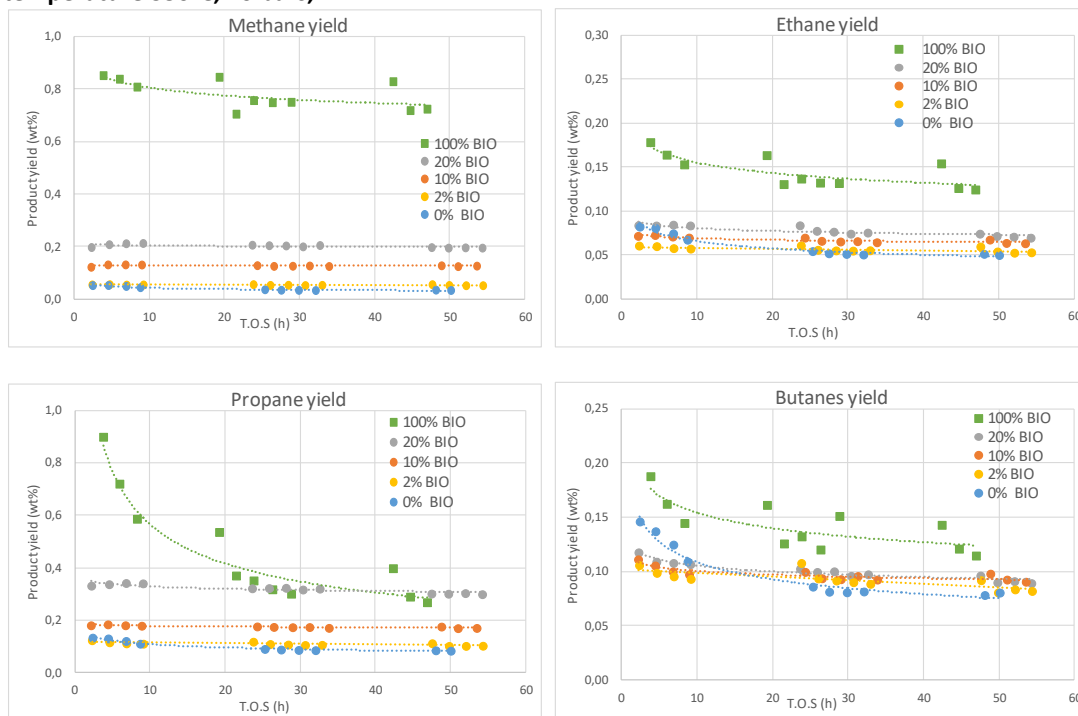 temperature
Methane yield
1,0
0,8
0,6
0,4
0,2
0,0
Product yield (wt%)
100% BIO
20% BIO
10% BIO
2% BIO
0% BIO
0
10
20
30
40
50
60
T.O.S (h)
Ethane yield
0,30
0,25
0,20
0,15
0,10
0,05
0,00
Product yield (wt%)
100% BIO
20% BIO
10% BIO
2% BIO
0% BIO
0
10
20
30
40
50
60
T.O.S (h)
Propane yield
1,0
0,8
0,6
0,4
0,2
0,0
Product yield (wt%)
100% BIO
20% BIO
10% BIO
2% BIO
0% BIO
0
10
20
30
40
50
60
T.O.S (h)
Butanes yield
0,25
0,20
0,15
0,10
0,05
0,00
Product yield (wt%)
100% BIO
20% BIO
10% BIO
2% BIO
0% BIO
0
10
20
30
40
50
60
T.O.S (h)